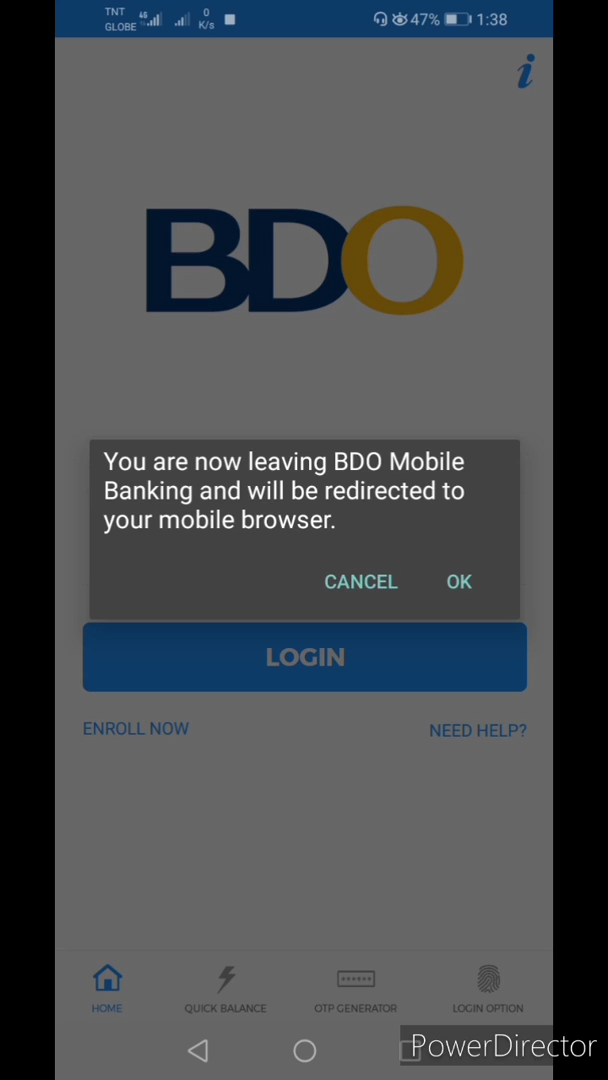 TNT
GLOBE
4G
0
K/s
47%
1:38
i
BDO
You are now leaving BDO Mobile
Banking and will be redirected to
your mobile browser.
CANCEL OK
LOGIN
ENROLL NOW
NEED HELP?
HOME
QUICK BALANCE
OTP GENERATOR
LOGIN OPTION
PowerDirector